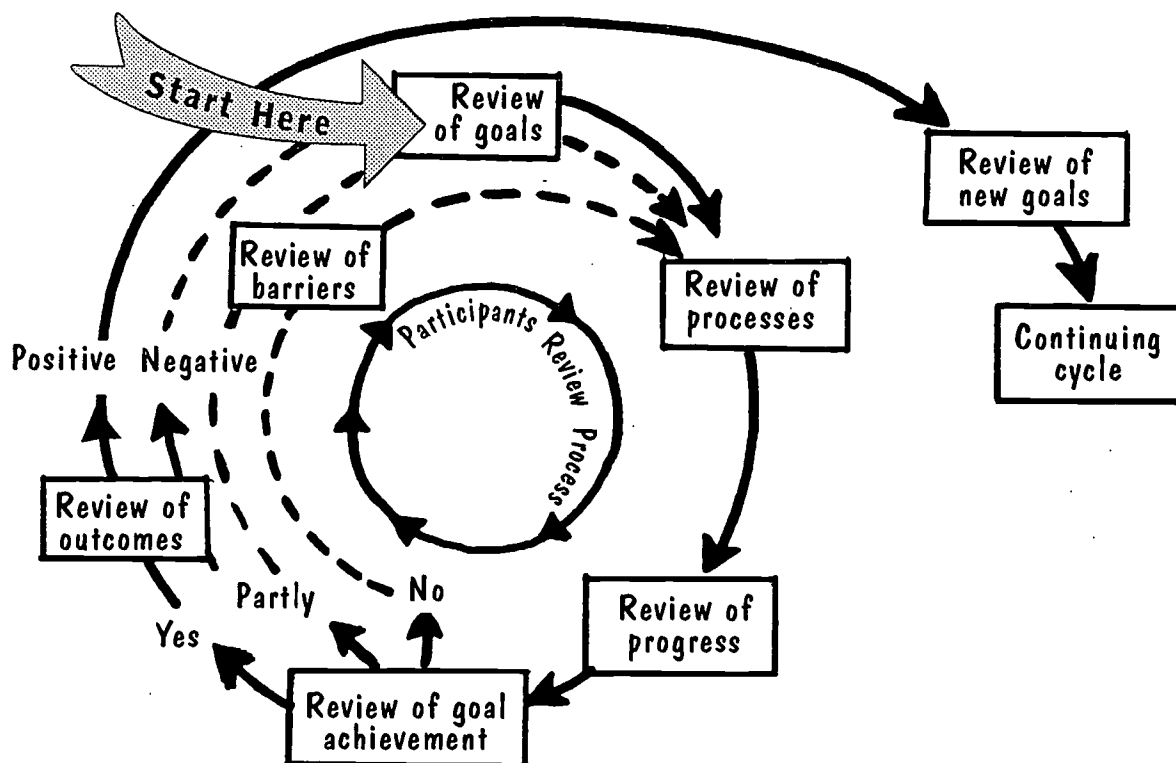 Start Here
Review
of goals
Review of
new goals
Review of
barriers
Review of
processes
Continuing
cycle
Participants Review Process
Positive
Negative
Review of
outcomes
Partly
No
Yes
Review of
progress
Review of goal
achievement